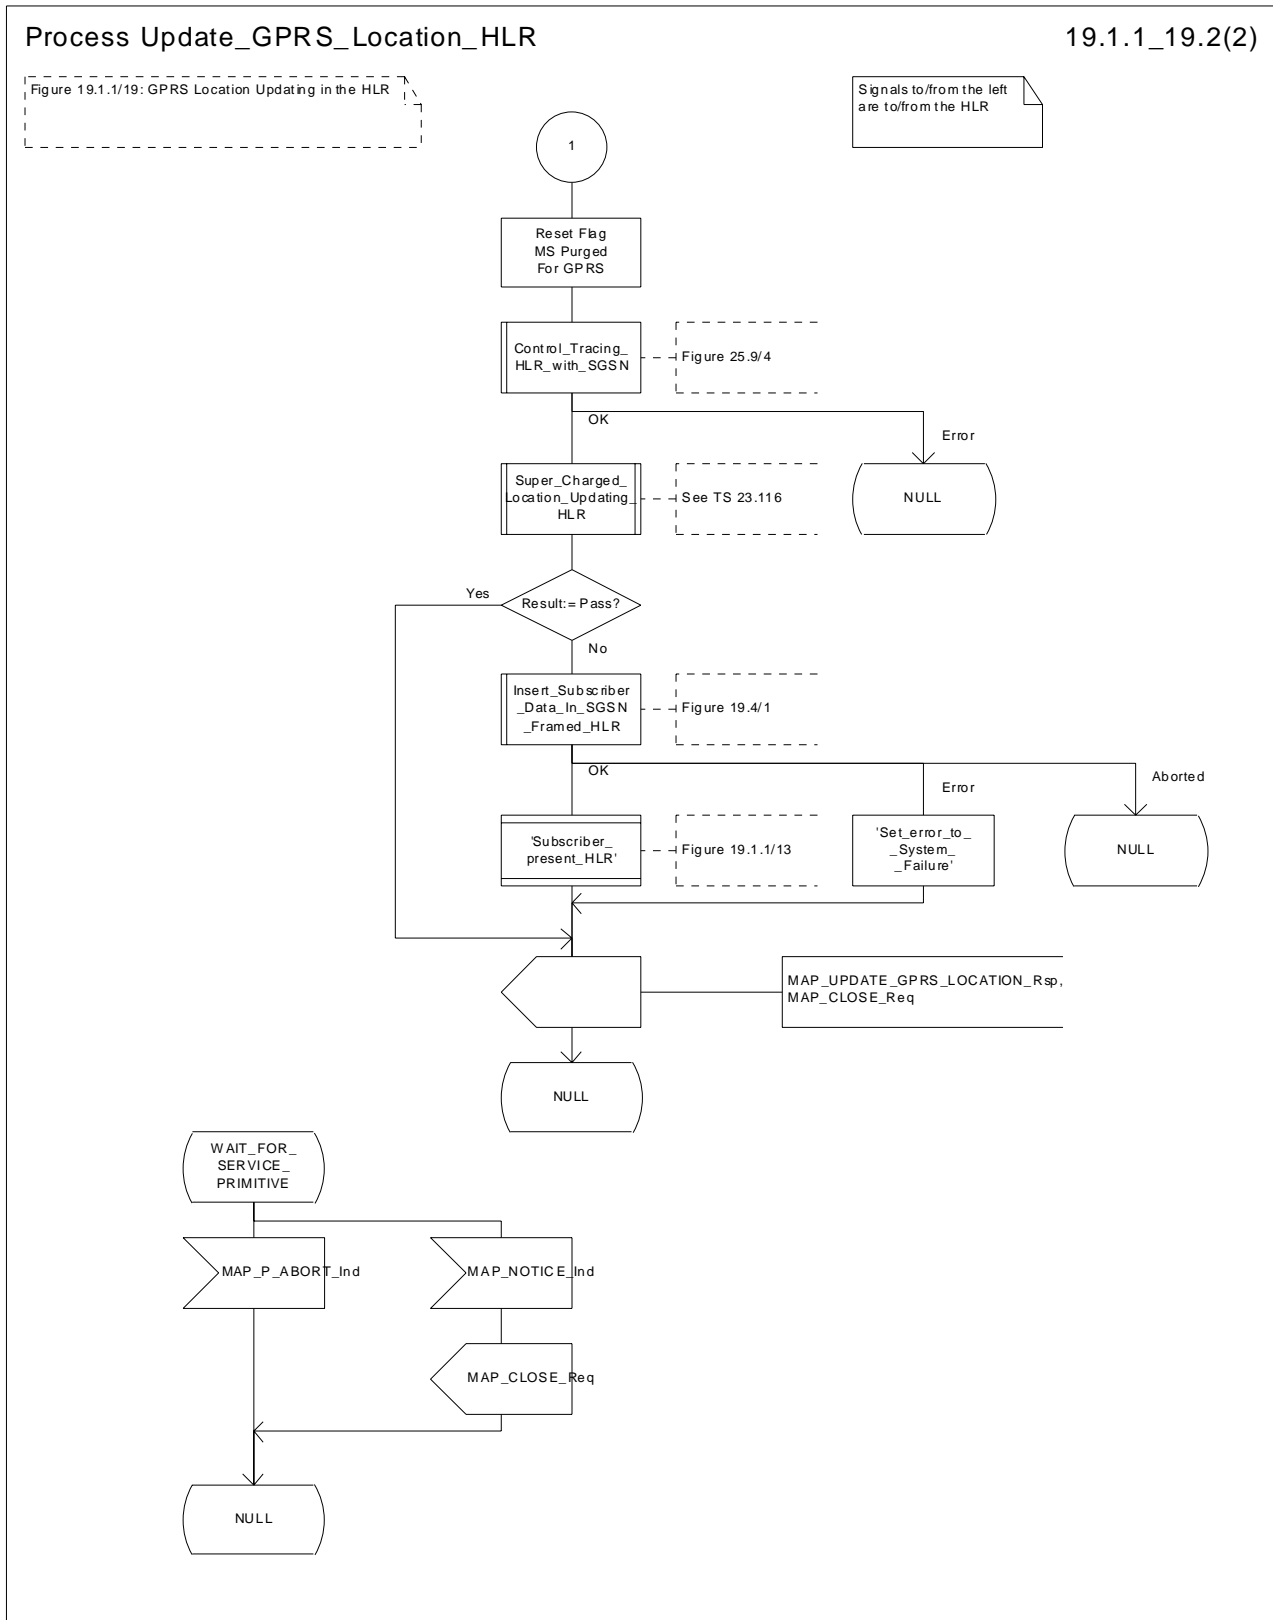 Process Update_GPRS_Location_HLR
19.1.1_19.2(2)
Figure 19.1.1/19: GPRS Location Updating in the HLR
Signals to/from the left
are to/from the HLR
1
Reset Flag
MS Purged
For GPRS
Control_Tracing_
HLR_with_SGSN
Figure 25.9/4
OK
Error
Super_Charged_
Location_Updating_
HLR
See TS 23.116
NULL
Yes
Result:= Pass?
No
Insert_Subscriber
_Data_In_SGSN
_Framed_HLR
Figure 19.4/1
OK
Error
Aborted
'Subscriber_
present_HLR'
Figure 19.1.1/13
'Set_error_to_
_System_
_Failure'
NULL
MAP_UPDATE_GPRS_LOCATION_Rsp,
MAP_CLOSE_Req
NULL
WAIT_FOR_
SERVICE_
PRIMITIVE
MAP_P_ABORT_Ind
MAP_NOTICE_Ind
MAP_CLOSE_Req
NULL